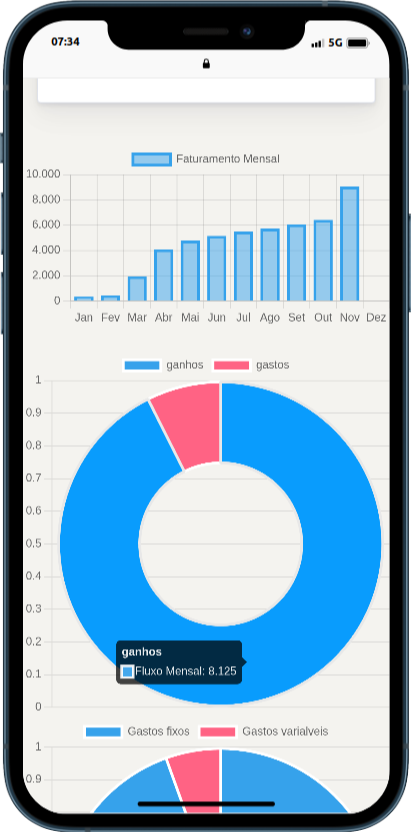 07:34 5G
Faturamento Mensal
10.000
8.000
6.000
4.000
2.000
0
Jan Fev Mar Abr Mai Jun Jul Ago Set Out Nov Dez
ganhos gastos
1
0.9
0.8
0.7
0.6
0.5
0.4
0.3
0.2
0.1
0
ganhos
Fluxo Mensal: 8.125
Gastos fixos Gastos varialveis
1
0.9